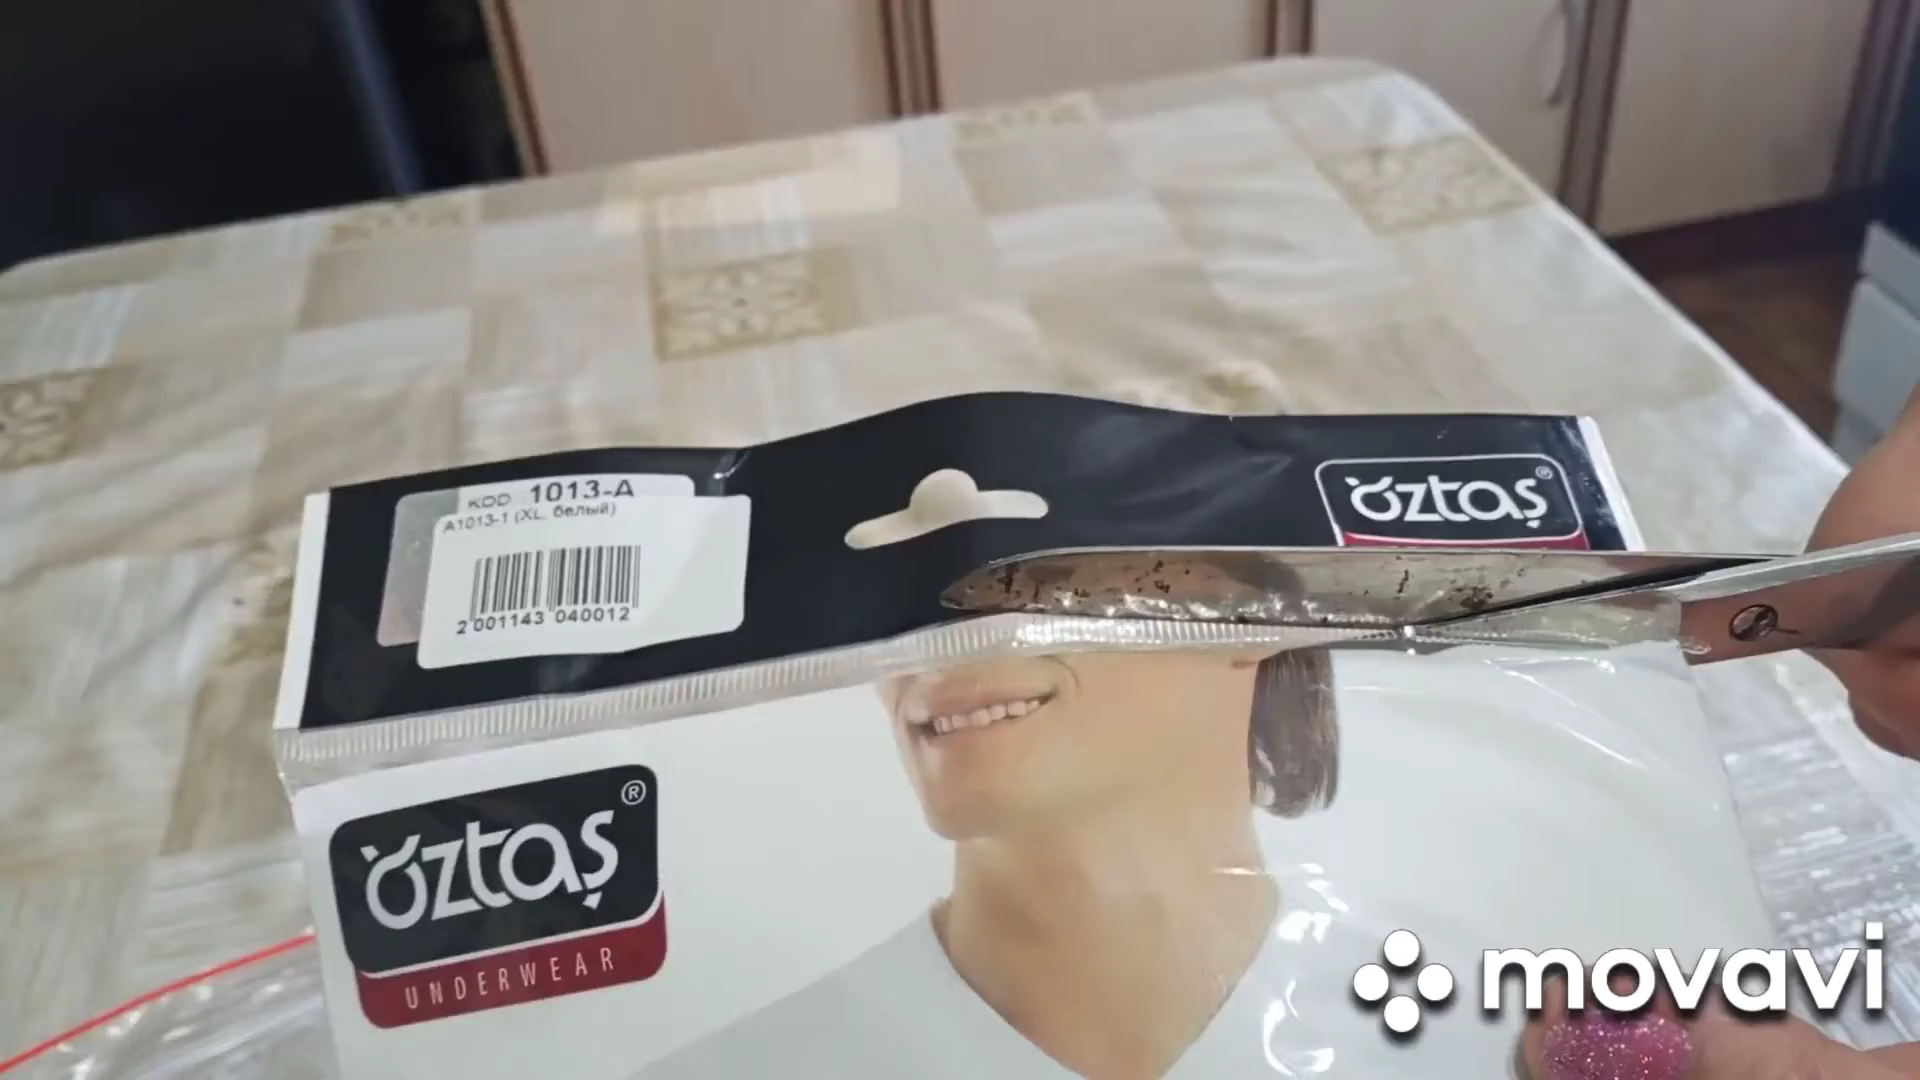 KOD 1013-A
A1013-1 (XL, белый)
2 001143 040012
öztaş®
öztaş®
UNDERWEAR
movavi